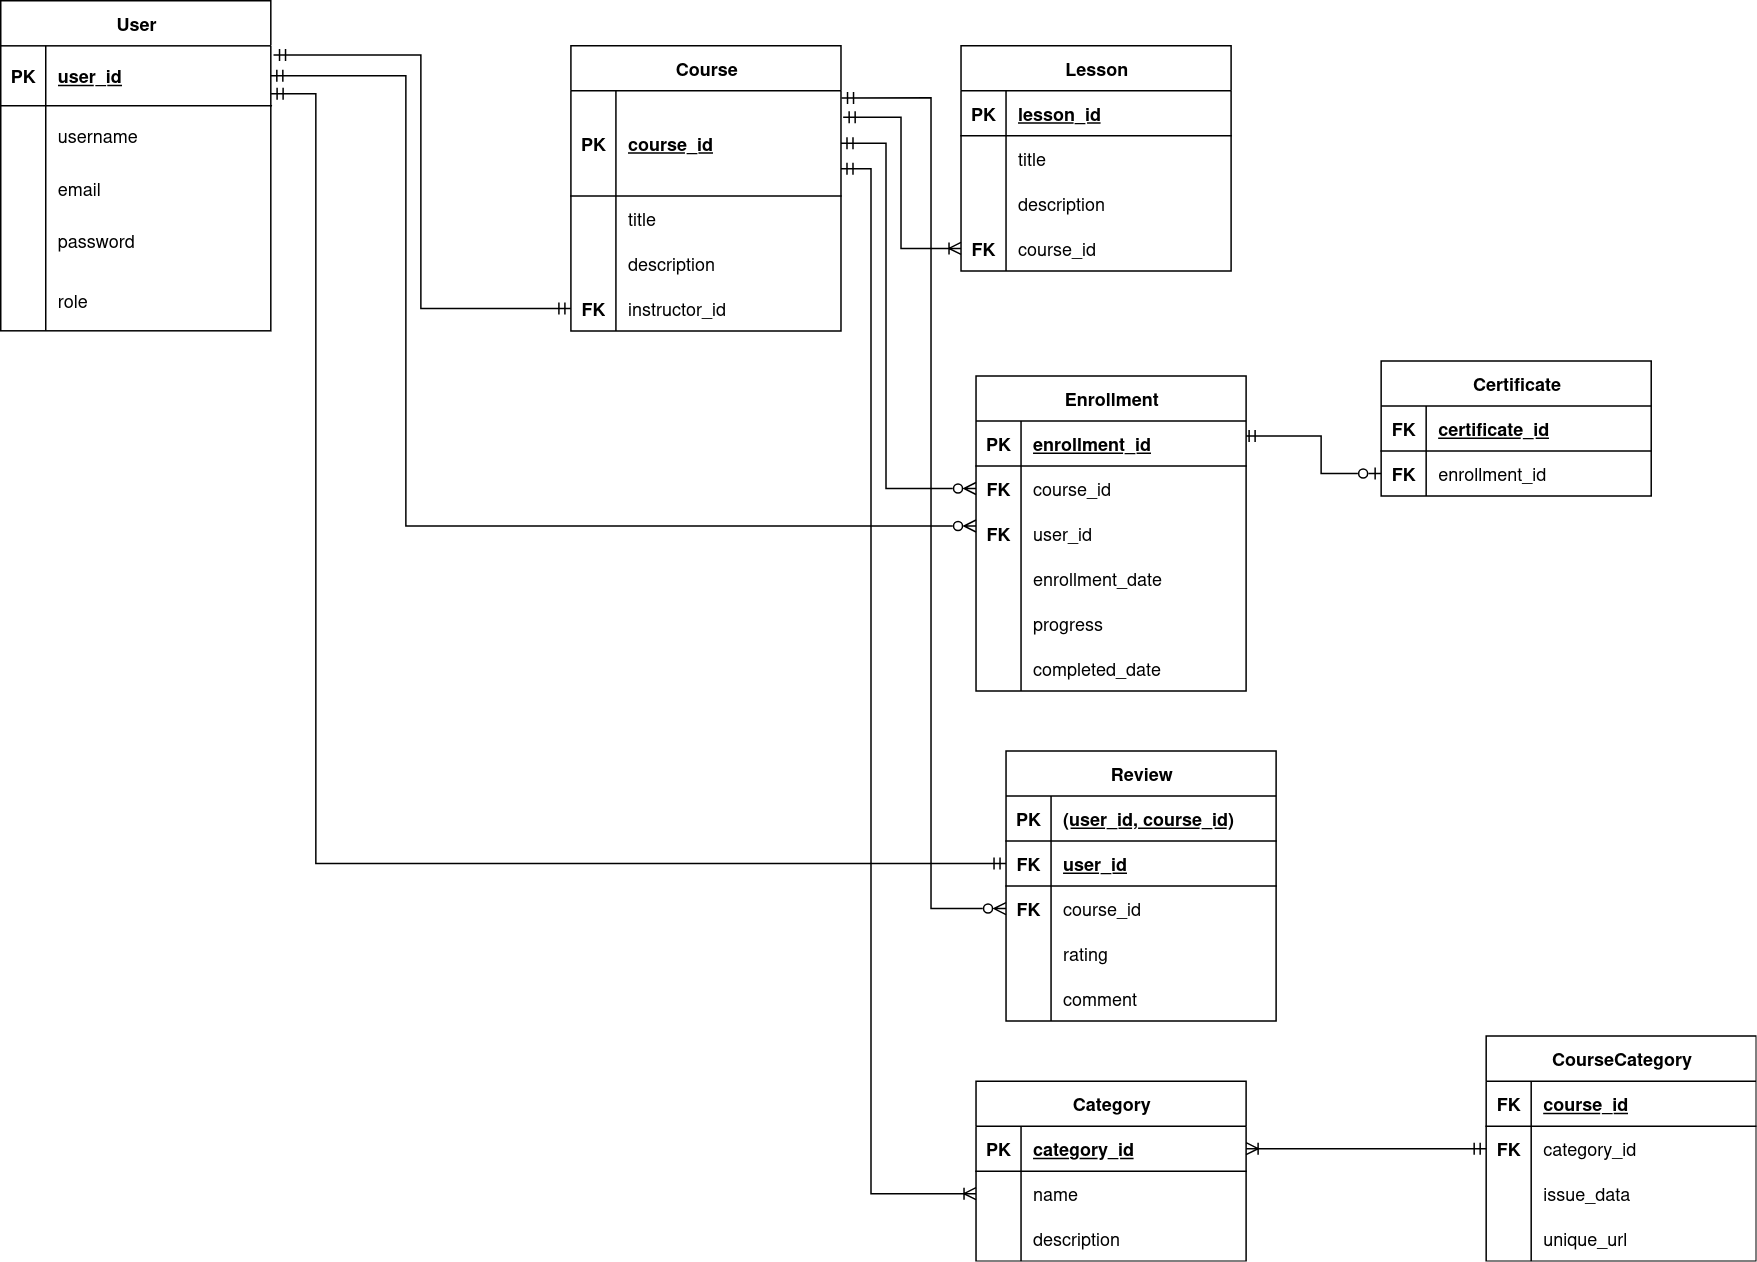 User
PK user_id
username
email
password
role
Course
PK course_id
title
description
FK instructor_id
Lesson
PK lesson_id
title
description
FK course_id
Enrollment
PK enrollment_id
FK course_id
FK user_id
enrollment_date
progress
completed_date
Certificate
FK certificate_id
FK enrollment_id
Review
PK (user_id, course_id)
FK user_id
FK course_id
rating
comment
Category
PK category_id
name
description
CourseCategory
FK course_id
FK category_id
issue_data
unique_url